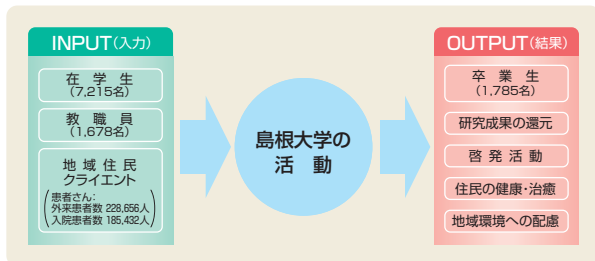 INPUT(入力)
在学生
(7,215名)
教職員
(1,678名)
地域住民
クライエント
(患者さん:
外来患者数 228,656人
入院患者数 185,432人)
島根大学の
活動
OUTPUT(結果)
卒業生
(1,785名)
研究成果の還元
啓発活動
住民の健康・治癒
地域環境への配慮